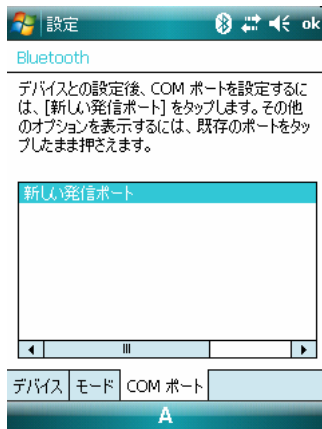 設定 ok
Bluetooth
デバイスとの設定後、COM ポートを設定するに
は、[新しい発信ポート] をタップします。その他
のオプションを表示するには、既存のポートをタッ
プしたまま押さえます。
新しい発信ポート
デバイス モード COM ポート
A